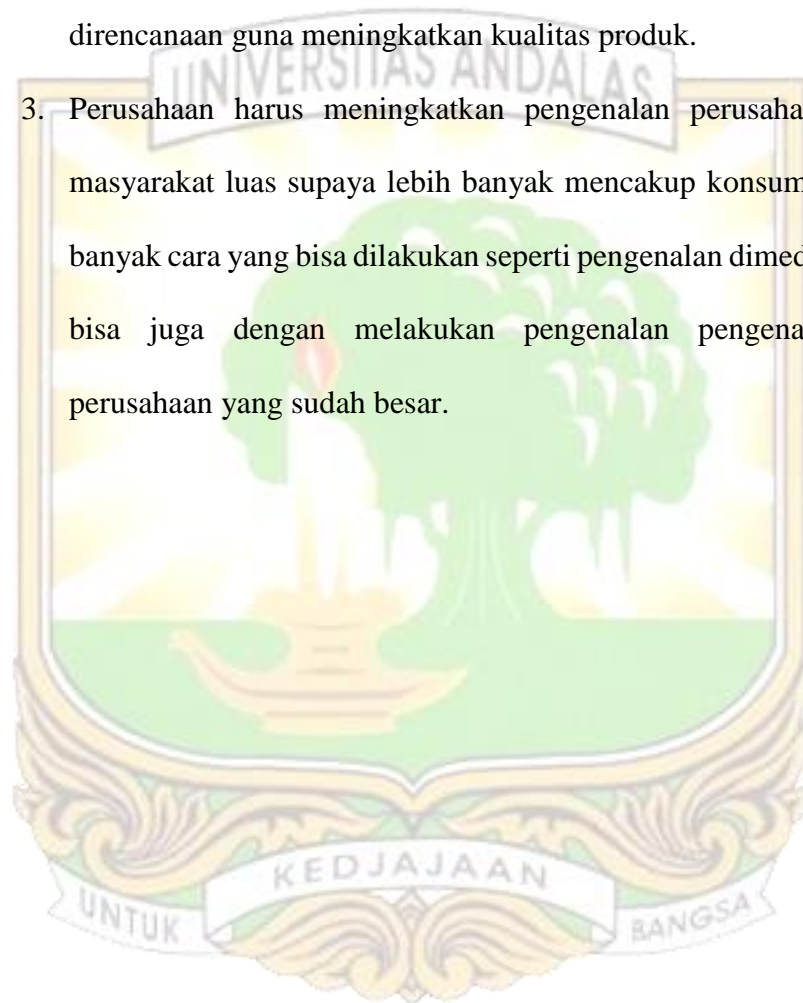 direncanaan guna meningkatkan kualitas produk.
UNIVERSITAS ANDALAS
3. Perusahaan harus meningkatkan pengenalan perusaha
masyarakat luas supaya lebih banyak mencakup konsum
banyak cara yang bisa dilakukan seperti pengenalan dimed
bisa juga dengan melakukan pengenalan pengena
perusahaan yang sudah besar.
KEDJAJAAN
UNTUK BANGSA